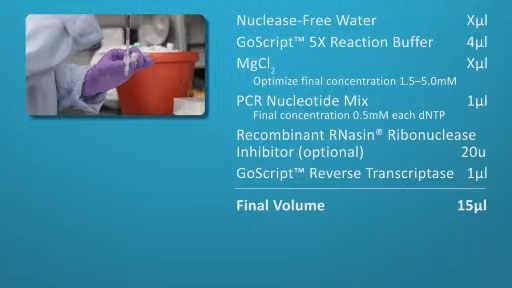 Nuclease-Free Water Xµl
GoScript™ 5X Reaction Buffer 4µl
MgCl2 Xµl
Optimize final concentration 1.5–5.0mM
PCR Nucleotide Mix 1µl
Final concentration 0.5mM each dNTP
Recombinant RNasin® Ribonuclease
Inhibitor (optional) 20u
GoScript™ Reverse Transcriptase 1µl
Final Volume 15µl